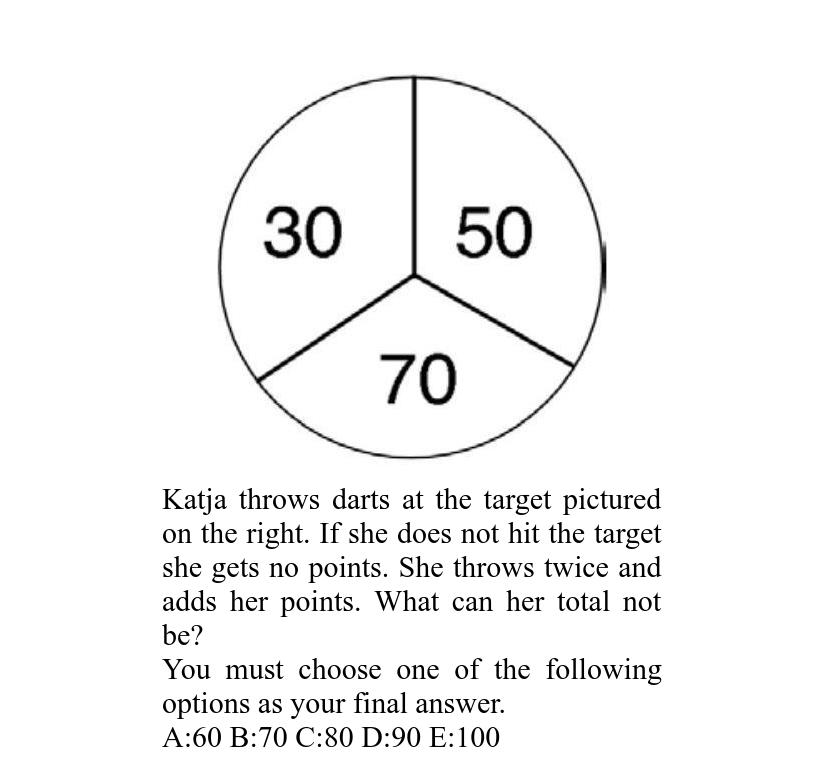 30 50
70
Katja throws darts at the target pictured
on the right. If she does not hit the target
she gets no points. She throws twice and
adds her points. What can her total not
be?
You must choose one of the following
options as your final answer.
A:60 B:70 C:80 D:90 E:100